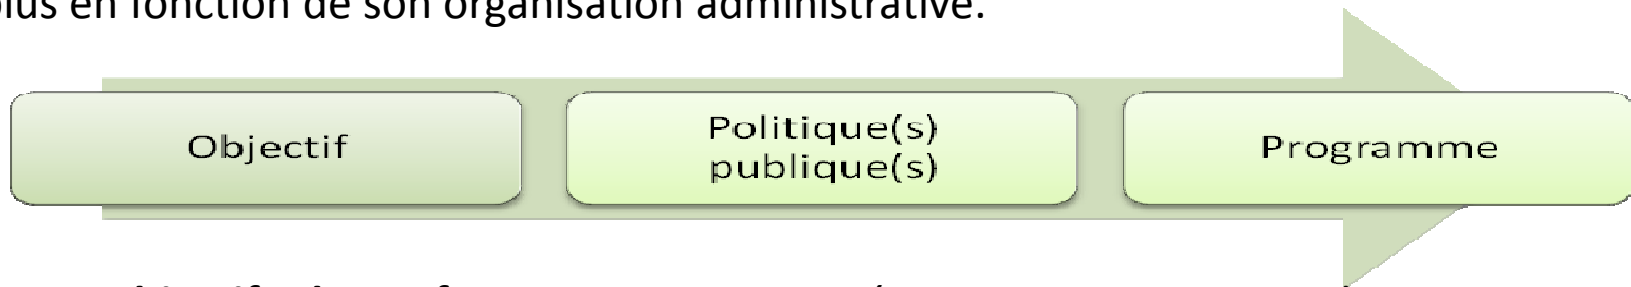 plus en fonction de son organisation administrative.
Objectif
Politique(s)
publique(s)
Programme